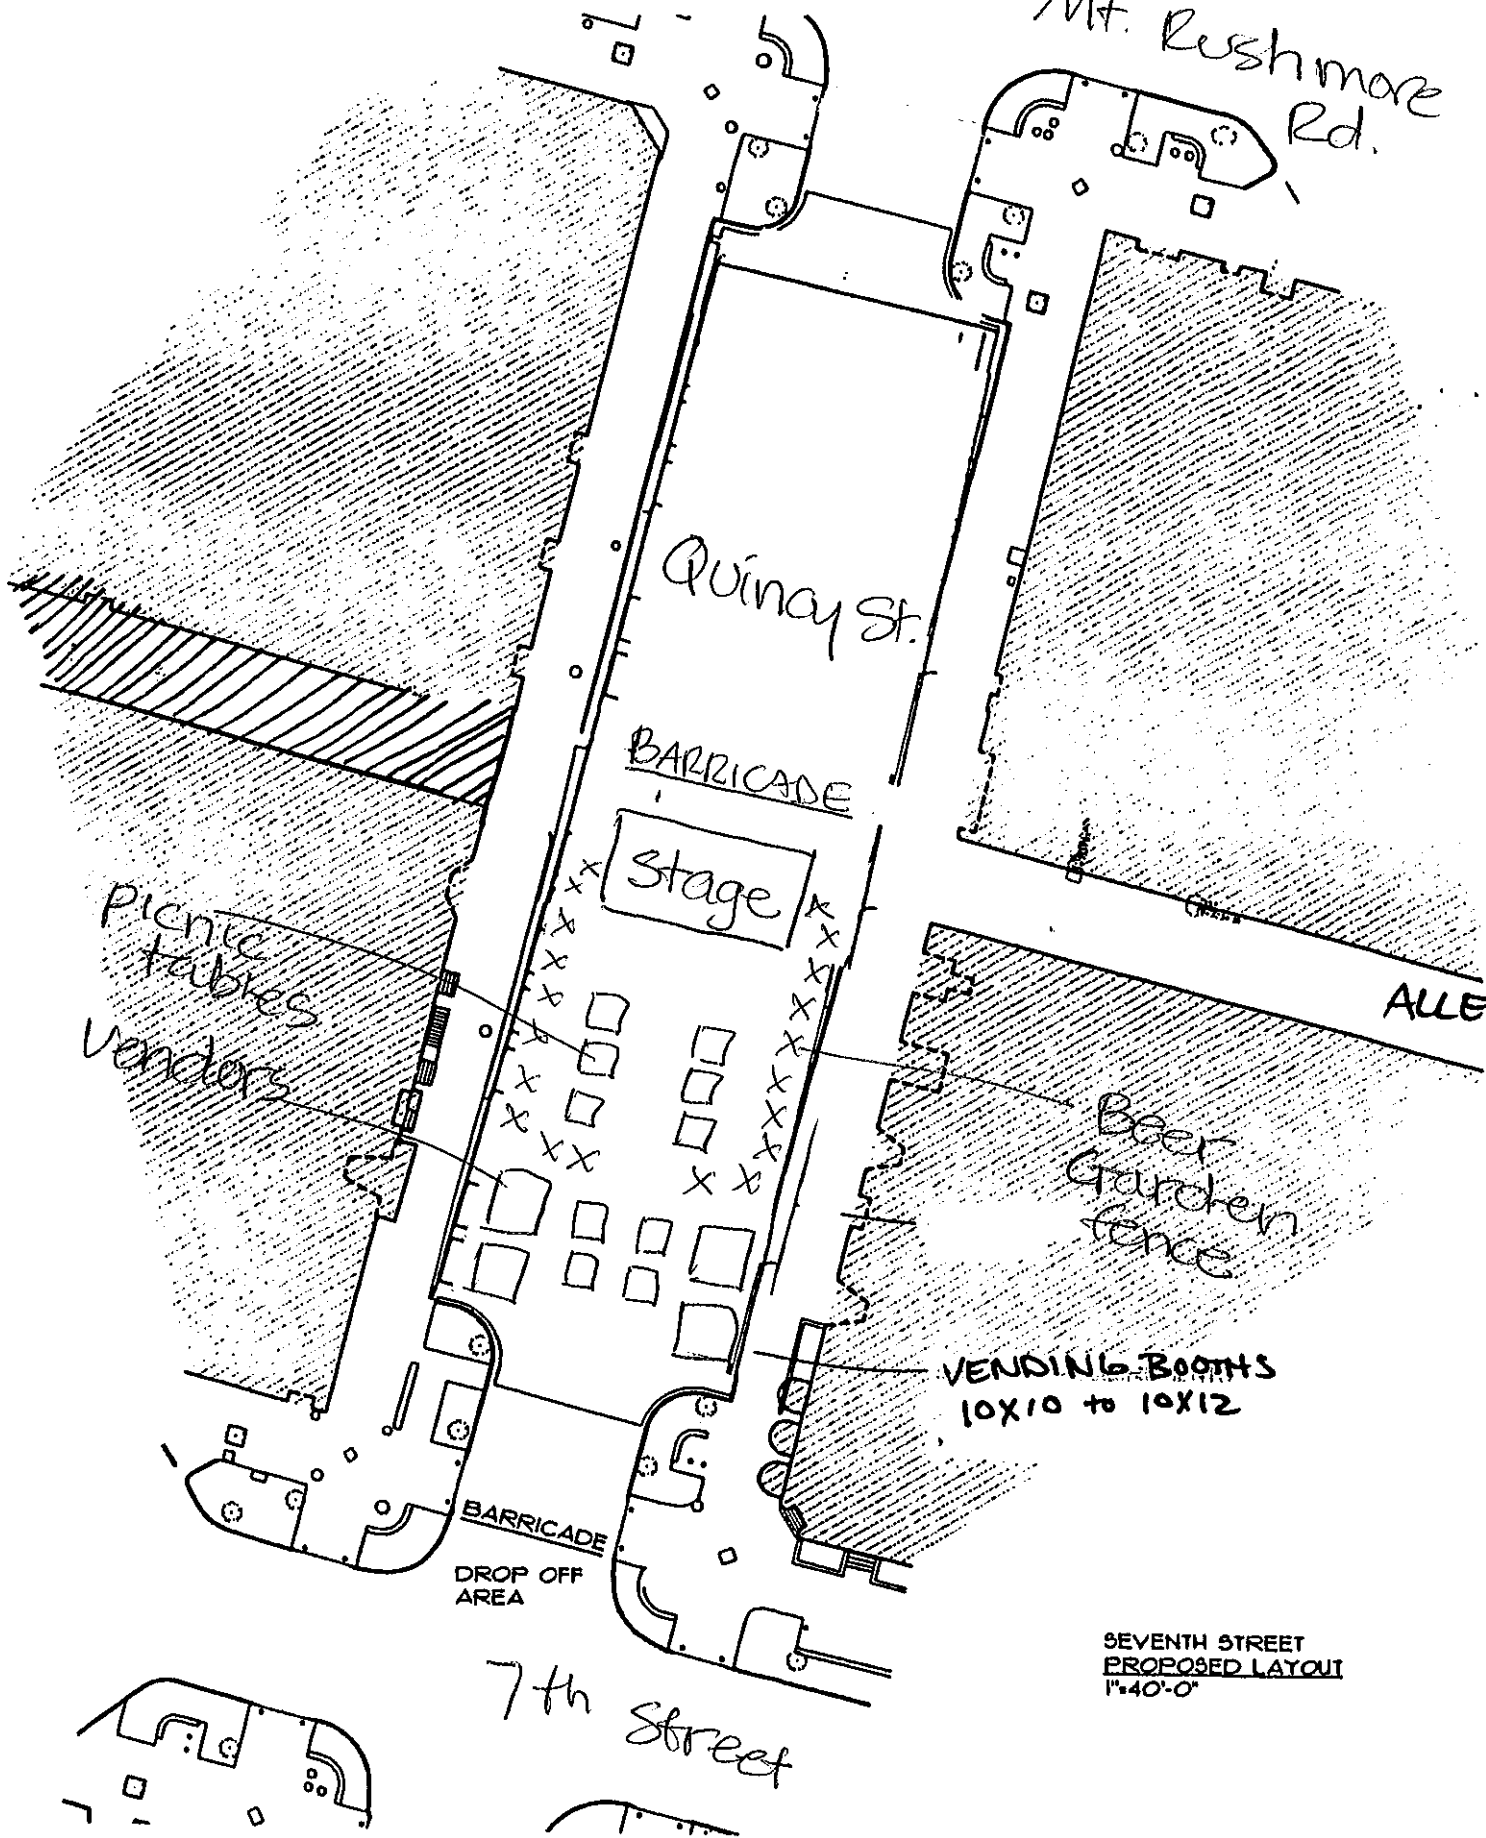 Mt. Rushmore
Rd.
Quincy St.
BARRICADE
Stage
Picnic
tables
Vendors
ALLE
Beer
Garden
fence
VENDING BOOTHS
10X10 to 10X12
BARRICADE
DROP OFF
AREA
SEVENTH STREET
PROPOSED LAYOUT
1"=40'-0"
7th Street